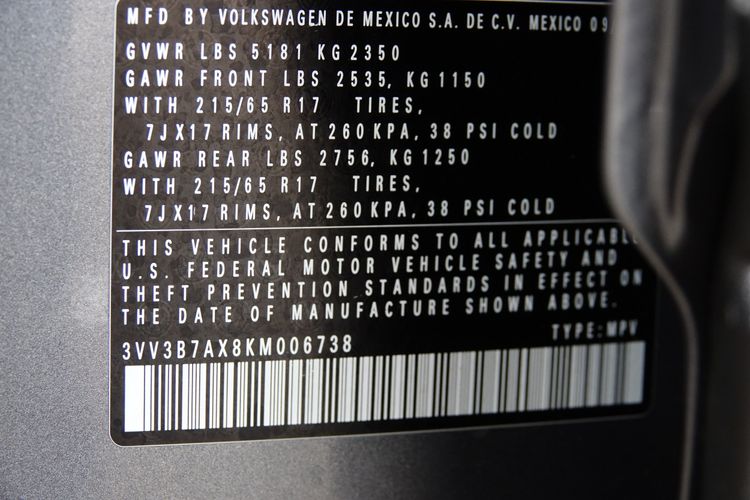 MFD BY VOLKSWAGEN DE MEXICO S.A. DE C.V. MEXICO 09
GVWR LBS 5181 KG 2350
GAWR FRONT LBS 2535, KG 1150
WITH 215/65 R17 TIRES,
7JX17 RIMS, AT 260 KPA, 38 PSI COLD
GAWR REAR LBS 2756, KG 1250
WITH 215/65 R17 TIRES,
7JX17 RIMS, AT 260 KPA, 38 PSI COLD
THIS VEHICLE CONFORMS TO ALL APPLICABL
U.S. FEDERAL MOTOR VEHICLE SAFETY AND
THEFT PREVENTION STANDARDS IN EFFECT ON
THE DATE OF MANUFACTURE SHOWN ABOVE.
3VV3B7AX8KM006738 TYPE: MPV